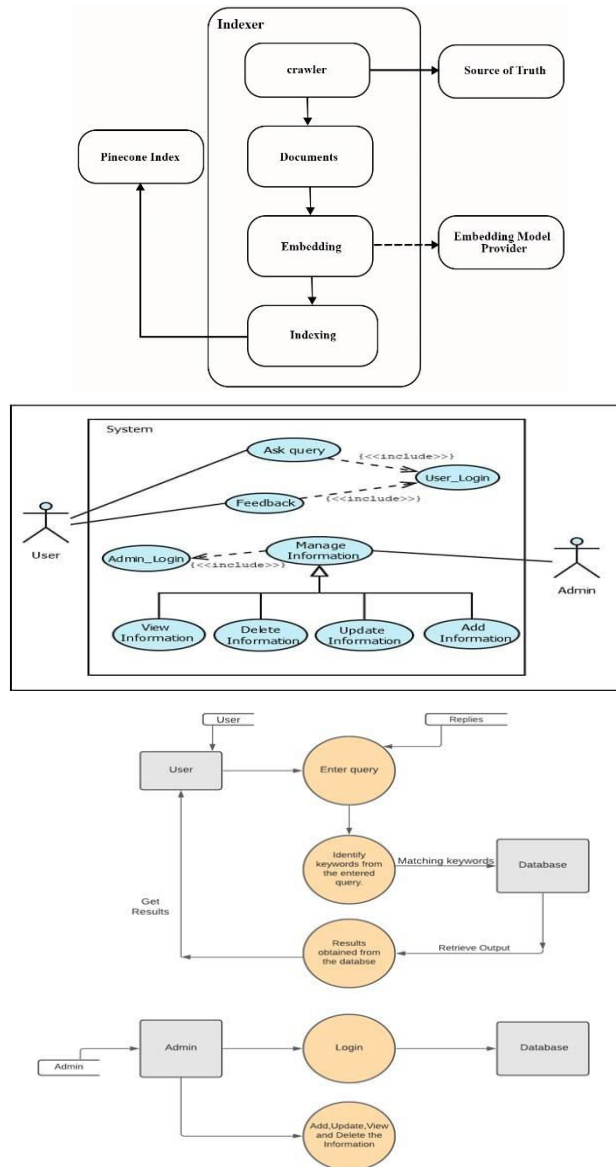 Indexer
crawler
Source of Truth
Documents
Pinecone Index
Embedding
Embedding Model
Provider
Indexing
System
Ask query
{<<include>>}
User_Login
Feedback
{<<include>>}
User
Manage
Information
Admin_Login
{<<include>>}
Admin
View
Information
Delete
Information
Update
Information
Add
Information
User
Replies
User
Enter query
Identify
keywords from
the entered
query.
Matching keywords
Database
Get
Results
Results
obtained from
the databse
Retrieve Output
Admin
Login
Database
Admin
Add,Update,View
and Delete the
Information